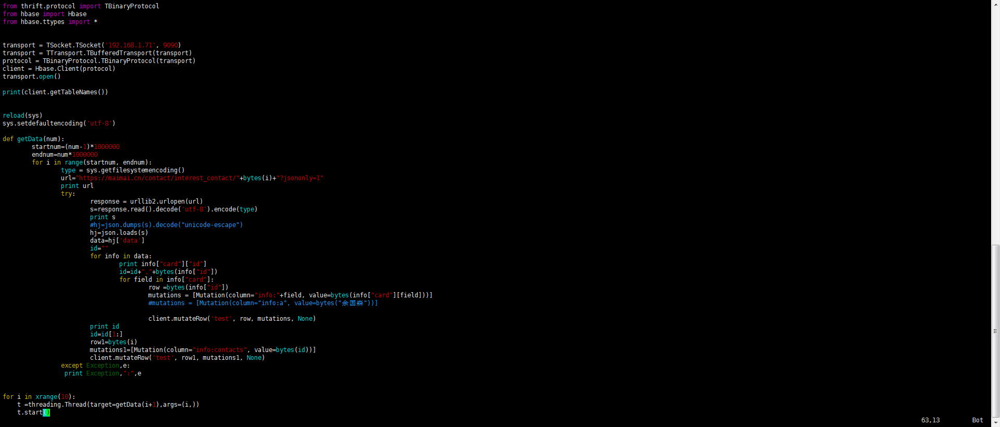 from thrift.protocol import TBinaryProtocol
from hbase import Hbase
from hbase.ttypes import *
transport = TSocket.TSocket('192.168.1.71', 9090)
transport = TTransport.TBufferedTransport(transport)
protocol = TBinaryProtocol.TBinaryProtocol(transport)
client = Hbase.Client(protocol)
transport.open()
print(client.getTableNames())
reload(sys)
sys.setdefaultencoding('utf-8')
def getData(num):
        startnum=(num-1)*1000000
        endnum=num*1000000
        for i in range(startnum, endnum):
                type = sys.getfilesystemencoding()
                url="https://maimai.cn/contact/interest_contact/"+bytes(i)+"?jsononly=1"
                print url
                try:
                        response = urllib2.urlopen(url)
                        s=response.read().decode('utf-8').encode(type)
                        print s
                        #hj=json.dumps(s).decode("unicode-escape")
                        hj=json.loads(s)
                        data=hj['data']
                        id=""
                        for info in data:
                                print info["card"]["id"]
                                id=id+","+bytes(info["id"])
                                for field in info["card"]:
                                        row =bytes(info["id"])
                                        mutations = [Mutation(column="info:"+field, value=bytes(info["card"][field]))]
                                        #mutations = [Mutation(column="info:a", value=bytes("余国森"))]
                                        client.mutateRow('test', row, mutations, None)
                        print id
                        id=id[1:]
                        row1=bytes(i)
                        mutations1=[Mutation(column="info:contacts", value=bytes(id))]
                        client.mutateRow('test', row1, mutations1, None)
                except Exception,e:
                 print Exception,":",e
for i in xrange(10):
    t =threading.Thread(target=getData(i+1),args=(i,))
    t.start()
63,13 Bot